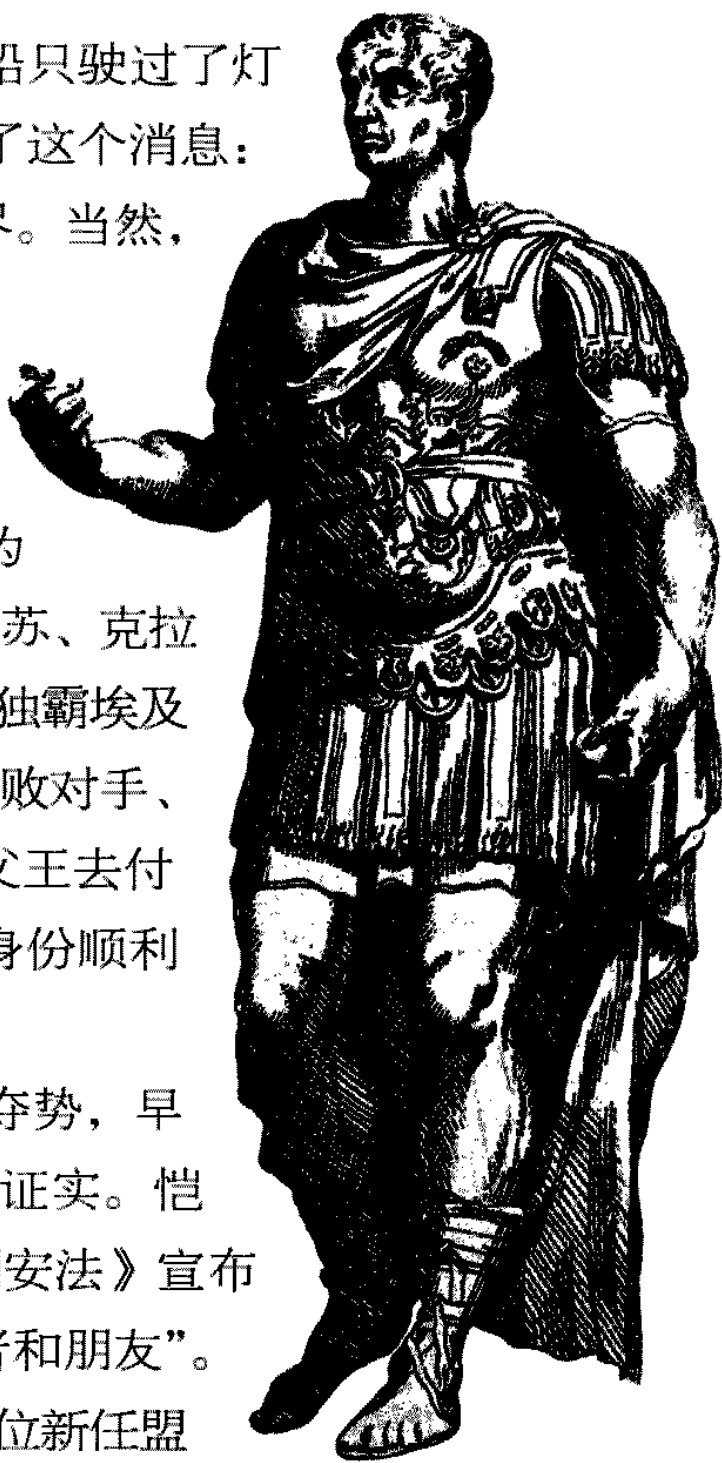 船只驶过了灯
了这个消息：
界。当然，
的
苏、克拉
独霸埃及
败对手、
父王去付
身份顺利
夺势，早
证实。恺
安法》宣布
者和朋友”。
位新任盟